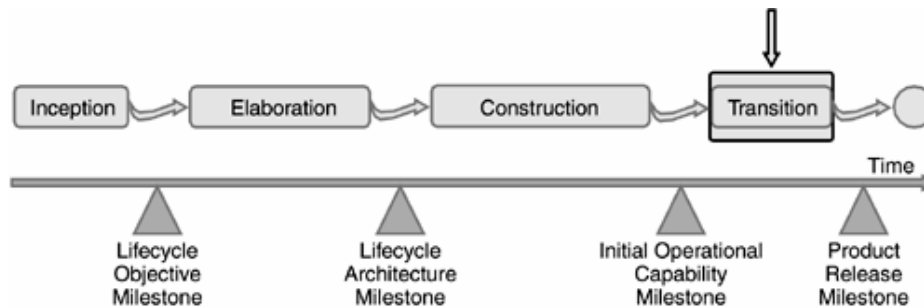 Inception
Elaboration
Construction
Transition
Time
Lifecycle
Objective
Milestone
Lifecycle
Architecture
Milestone
Initial Operational
Capability
Milestone
Product
Release
Milestone